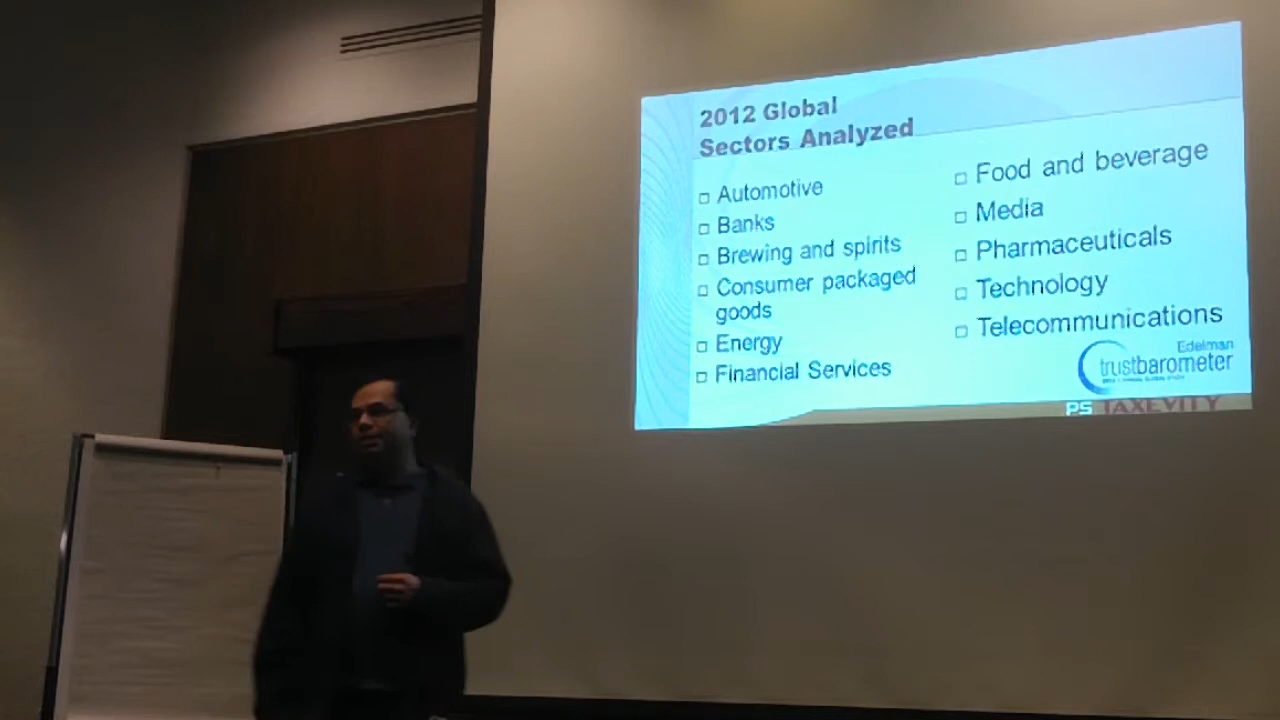 2012 Global
Sectors Analyzed
Automotive
Banks
Brewing and spirits
Consumer packaged
goods
Energy
Financial Services
Food and beverage
Media
Pharmaceuticals
Technology
Telecommunications
Edelman
trustbarometer
PS TAXEVITY